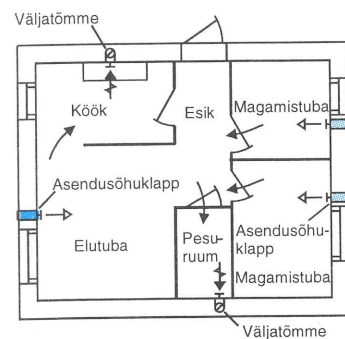 Väljatõmme
Köök
Esik
Magamistuba
Asendusõhuklapp
Elutuba
Pesu-
ruum
Asendusõhu-
klapp
Magamistuba
Väljatõmme